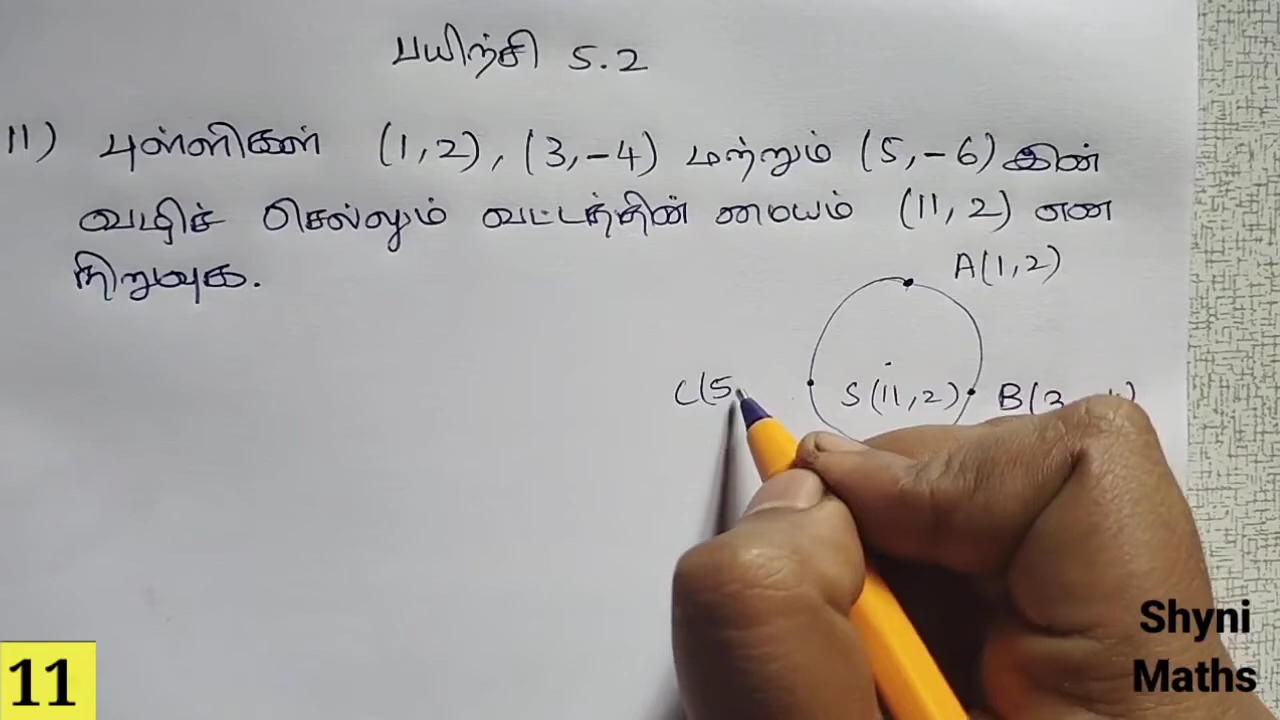 பயிற்சி 5.2
11) புள்ளிகள் (1,2), (3,-4) மற்றும் (5,-6) இன்
வழிச் செல்லும் வட்டத்தின் மையம் (11,2) என
நிறுவுக.
A(1,2)
C(5
S(11,2)
B(3
11
Shyni
Maths